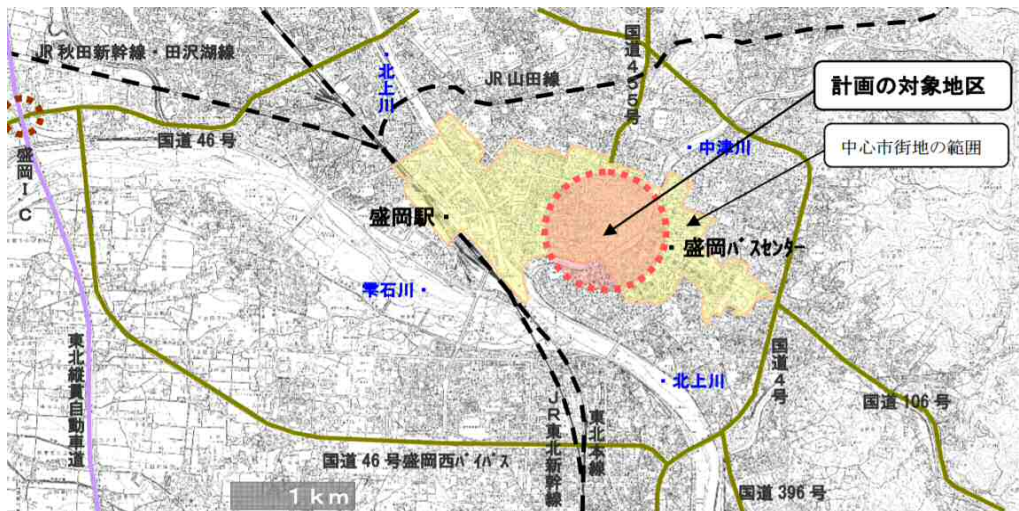 JR秋田新幹線・田沢湖線
北上川
JR山田線
国道455号
計画の対象地区
国道46号
中津川
中心市街地の範囲
盛岡I.C
盛岡駅
盛岡バスセンター
雫石川
東北縦貫自動車道
国道4号
北上川
国道106号
JR東北新幹線
東北本線
国道46号盛岡西バイパス
1km
国道396号